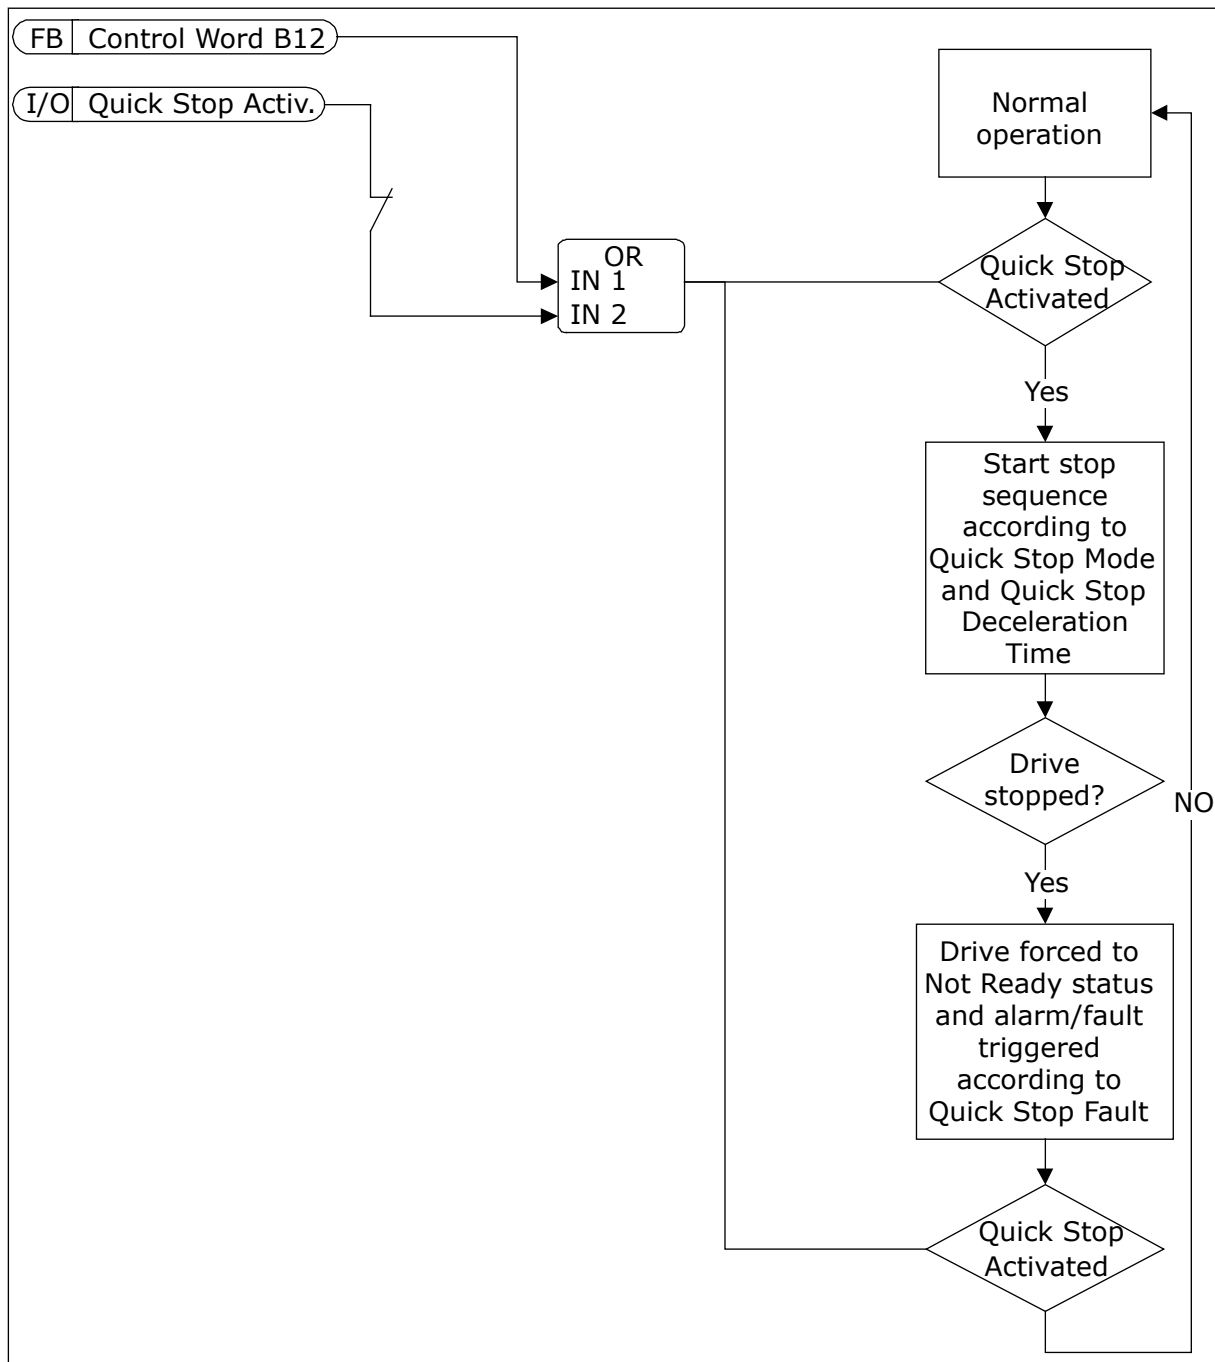 FB Control Word B12
I/O Quick Stop Activ.
OR
IN 1
IN 2
Normal
operation
Quick Stop
Activated
Yes
Start stop
sequence
according to
Quick Stop Mode
and Quick Stop
Deceleration
Time
Drive
stopped?
NO
Yes
Drive forced to
Not Ready status
and alarm/fault
triggered
according to
Quick Stop Fault
Quick Stop
Activated